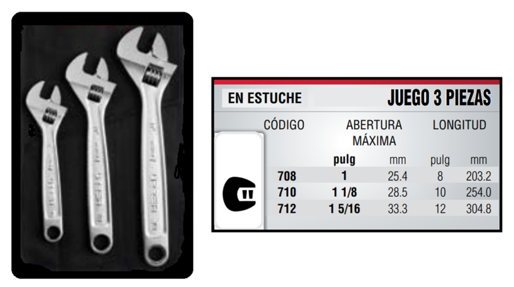 EN ESTUCHE JUEGO 3 PIEZAS
CÓDIGO ABERTURA MÁXIMA LONGITUD
pulg mm pulg mm
708 1 25.4 8 203.2
710 1 1/8 28.5 10 254.0
712 1 5/16 33.3 12 304.8